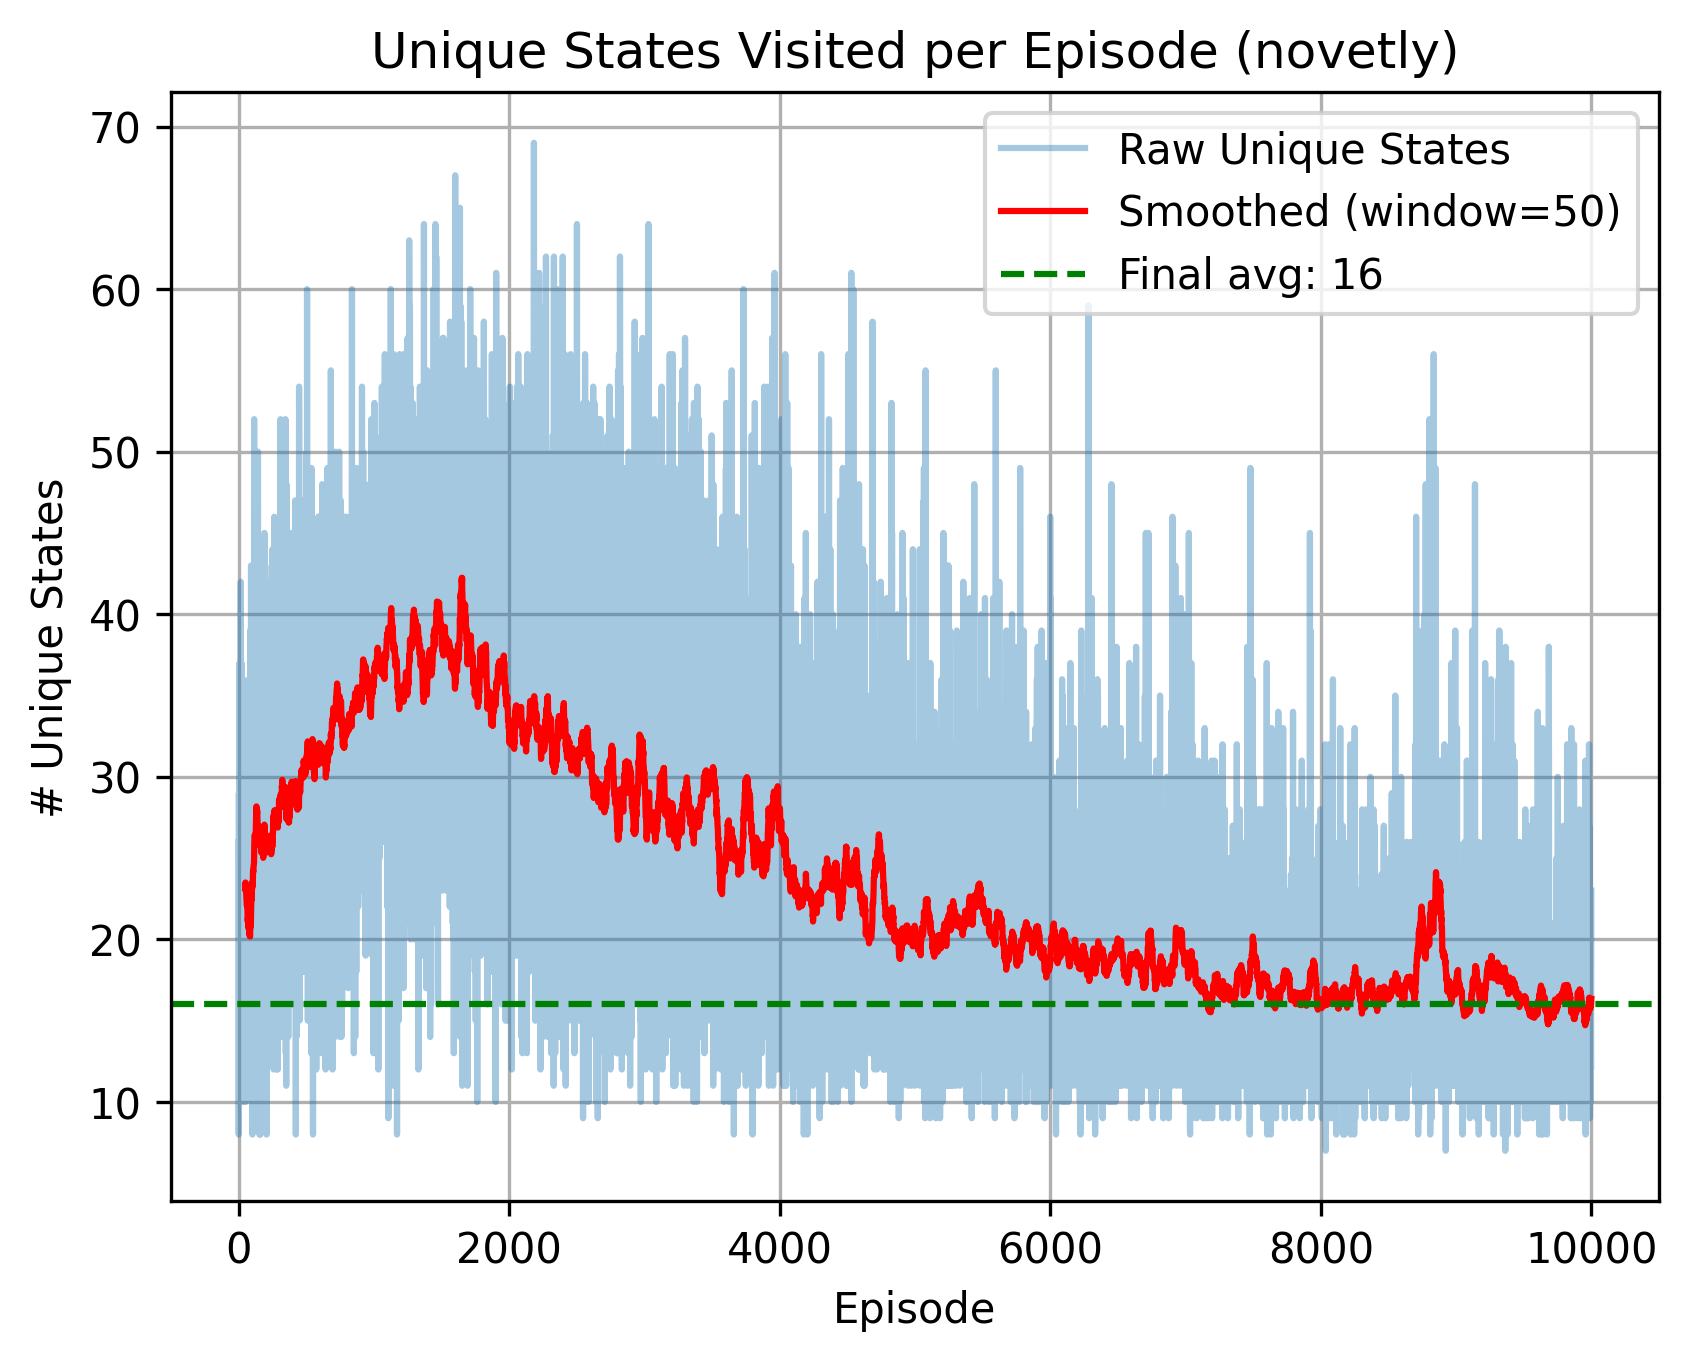 Unique States Visited per Episode (novetly)
70
60
50
40
30
20
10
# Unique States
Raw Unique States
Smoothed (window=50)
Final avg: 16
0 2000 4000 6000 8000 10000
Episode